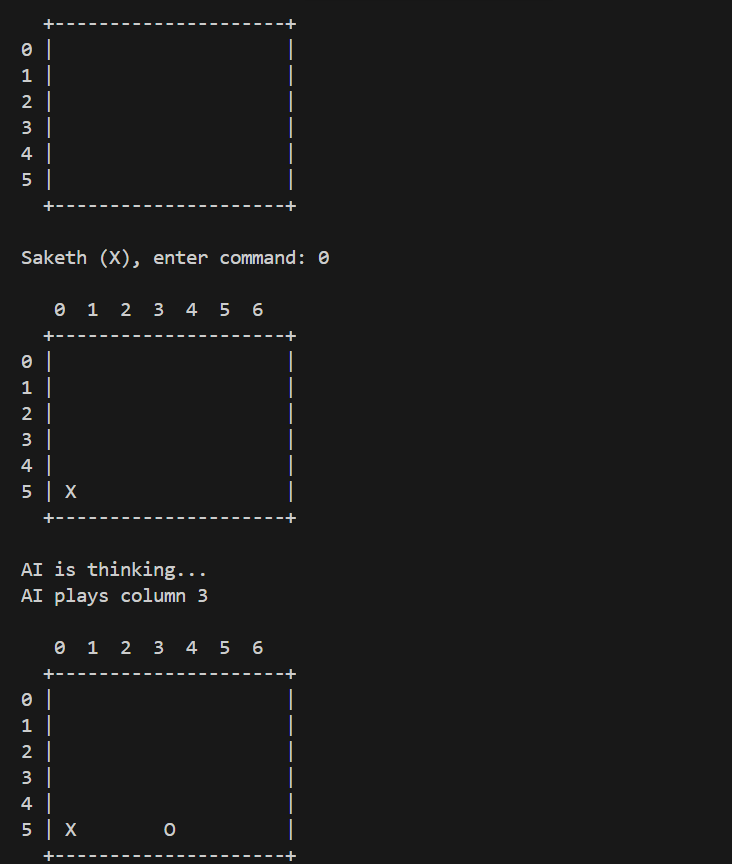 +---------------------+
0 |                     |
1 |                     |
2 |                     |
3 |                     |
4 |                     |
5 |                     |
  +---------------------+
Saketh (X), enter command: 0
   0  1  2  3  4  5  6
  +---------------------+
0 |                     |
1 |                     |
2 |                     |
3 |                     |
4 |                     |
5 | X                   |
  +---------------------+
AI is thinking...
AI plays column 3
   0  1  2  3  4  5  6
  +---------------------+
0 |                     |
1 |                     |
2 |                     |
3 |                     |
4 |                     |
5 | X        O          |
  +---------------------+